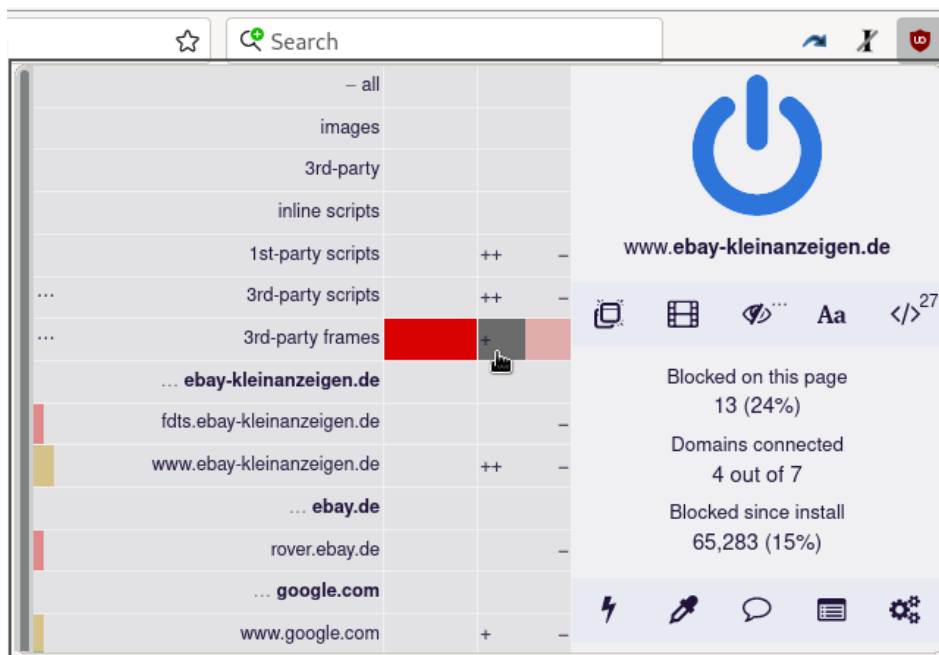 Search
UD
– all
images
3rd-party
inline scripts
1st-party scripts ++ –
... 3rd-party scripts ++ –
... 3rd-party frames +
... ebay-kleinanzeigen.de
fdts.ebay-kleinanzeigen.de –
www.ebay-kleinanzeigen.de ++ –
... ebay.de
rover.ebay.de –
... google.com
www.google.com + –
www.ebay-kleinanzeigen.de
... Aa </> 27
Blocked on this page
13 (24%)
Domains connected
4 out of 7
Blocked since install
65,283 (15%)